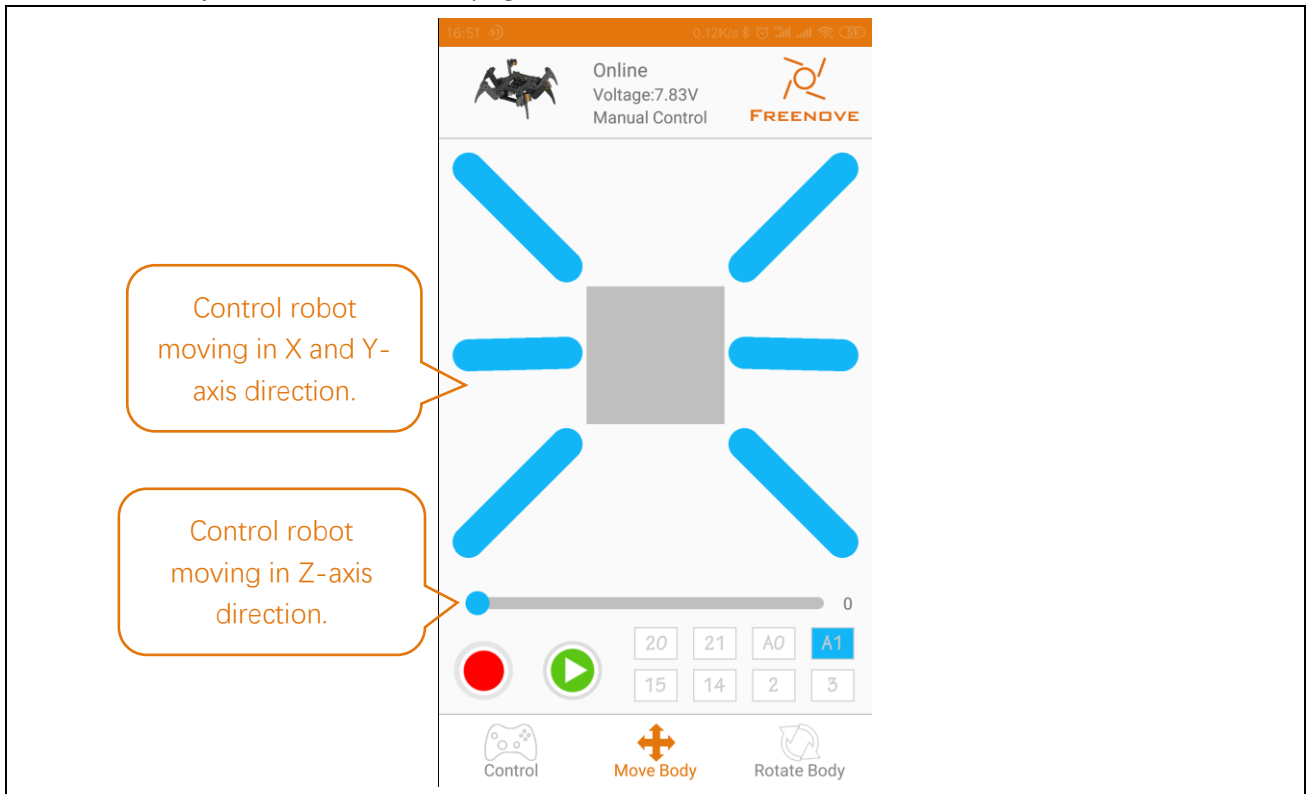 16:51 51
0.12K/s 51
Online
Voltage:7.83V
Manual Control
FREENOVE
Control robot
moving in X and Y-
axis direction.
Control robot
moving in Z-axis
direction.
0
20 21 A0 A1
15 14 2 3
Control Move Body Rotate Body